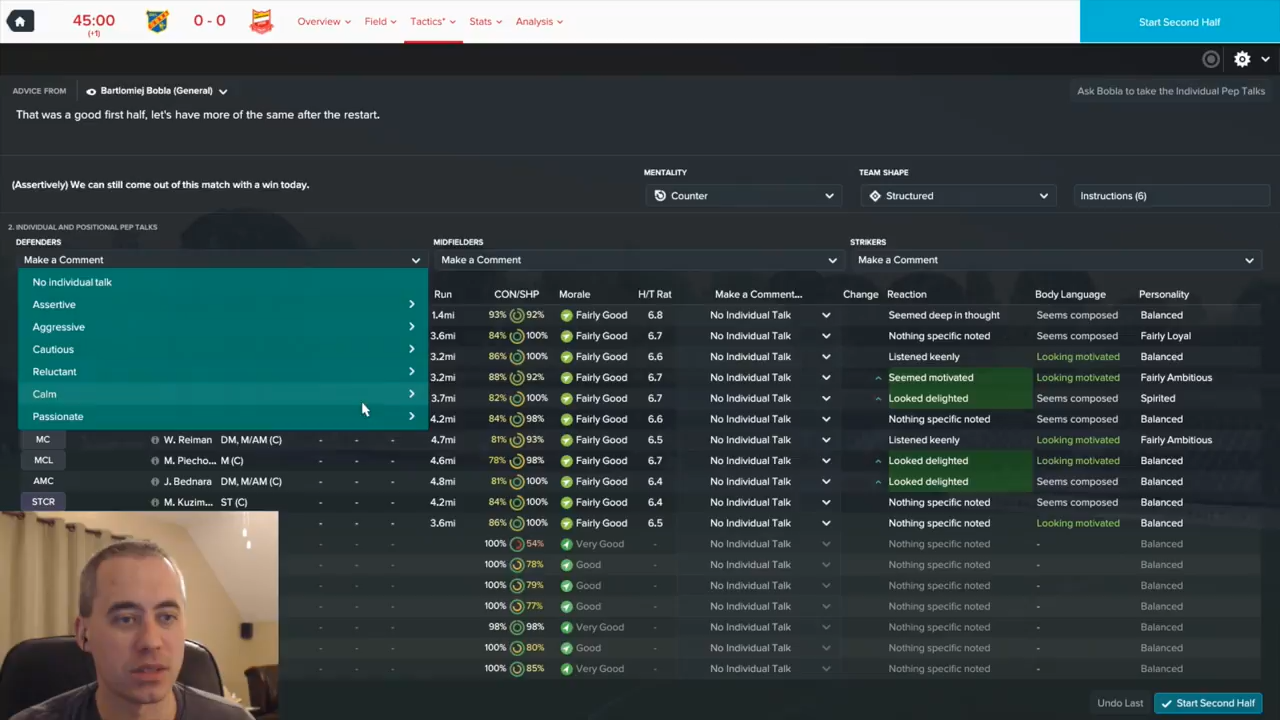 45:00
(+1)
0 - 0
Overview
Field
Tactics*
Stats
Analysis
Start Second Half
ADVICE FROM
Bartlomiej Bobla (General)
Ask Bobla to take the Individual Pep Talks
That was a good first half, let's have more of the same after the restart.
MENTALITY
TEAM SHAPE
(Assertively) We can still come out of this match with a win today.
Counter
Structured
Instructions (6)
2. INDIVIDUAL AND POSITIONAL PEP TALKS
DEFENDERS
MIDFIELDERS
STRIKERS
Make a Comment
Make a Comment
Make a Comment
No individual talk
Assertive
Aggressive
Cautious
Reluctant
Calm
Passionate
Run CON/SHP Morale H/T Rat Make a Comment... Change Reaction Body Language Personality
1.4mi 93% 92% Fairly Good 6.8 No Individual Talk Seemed deep in thought Seems composed Balanced
3.6mi 84% 100% Fairly Good 6.7 No Individual Talk Nothing specific noted Seems composed Fairly Loyal
3.2mi 86% 100% Fairly Good 6.6 No Individual Talk Listened keenly Looking motivated Balanced
3.2mi 88% 92% Fairly Good 6.7 No Individual Talk Seemed motivated Looking motivated Fairly Ambitious
3.7mi 82% 100% Fairly Good 6.7 No Individual Talk Looked delighted Seems composed Spirited
4.2mi 84% 98% Fairly Good 6.6 No Individual Talk Nothing specific noted Seems composed Balanced
MC W. Reiman DM, M/AM (C) - - - 4.7mi 81% 93% Fairly Good 6.5 No Individual Talk Listened keenly Looking motivated Fairly Ambitious
MCL M. Piecho... M (C) - - - 4.6mi 78% 98% Fairly Good 6.7 No Individual Talk Looked delighted Looking motivated Balanced
AMC J. Bednara DM, M/AM (C) - - - 4.8mi 81% 100% Fairly Good 6.4 No Individual Talk Looked delighted Seems composed Balanced
STCR M. Kuzim... ST (C) - - - 4.2mi 84% 100% Fairly Good 6.4 No Individual Talk Nothing specific noted Seems composed Balanced
- - - 3.6mi 86% 100% Fairly Good 6.5 No Individual Talk Nothing specific noted Looking motivated Balanced
- - - 100% 54% Very Good - No Individual Talk Nothing specific noted - Balanced
- - - 100% 78% Good - No Individual Talk Nothing specific noted - Balanced
- - - 100% 79% Good - No Individual Talk Nothing specific noted - Balanced
- - - 100% 77% Good - No Individual Talk Nothing specific noted - Balanced
- - - 98% 98% Very Good - No Individual Talk Nothing specific noted - Balanced
- - - 100% 80% Good - No Individual Talk Nothing specific noted - Balanced
- - - 100% 85% Very Good - No Individual Talk Nothing specific noted - Balanced
Undo Last
Start Second Half